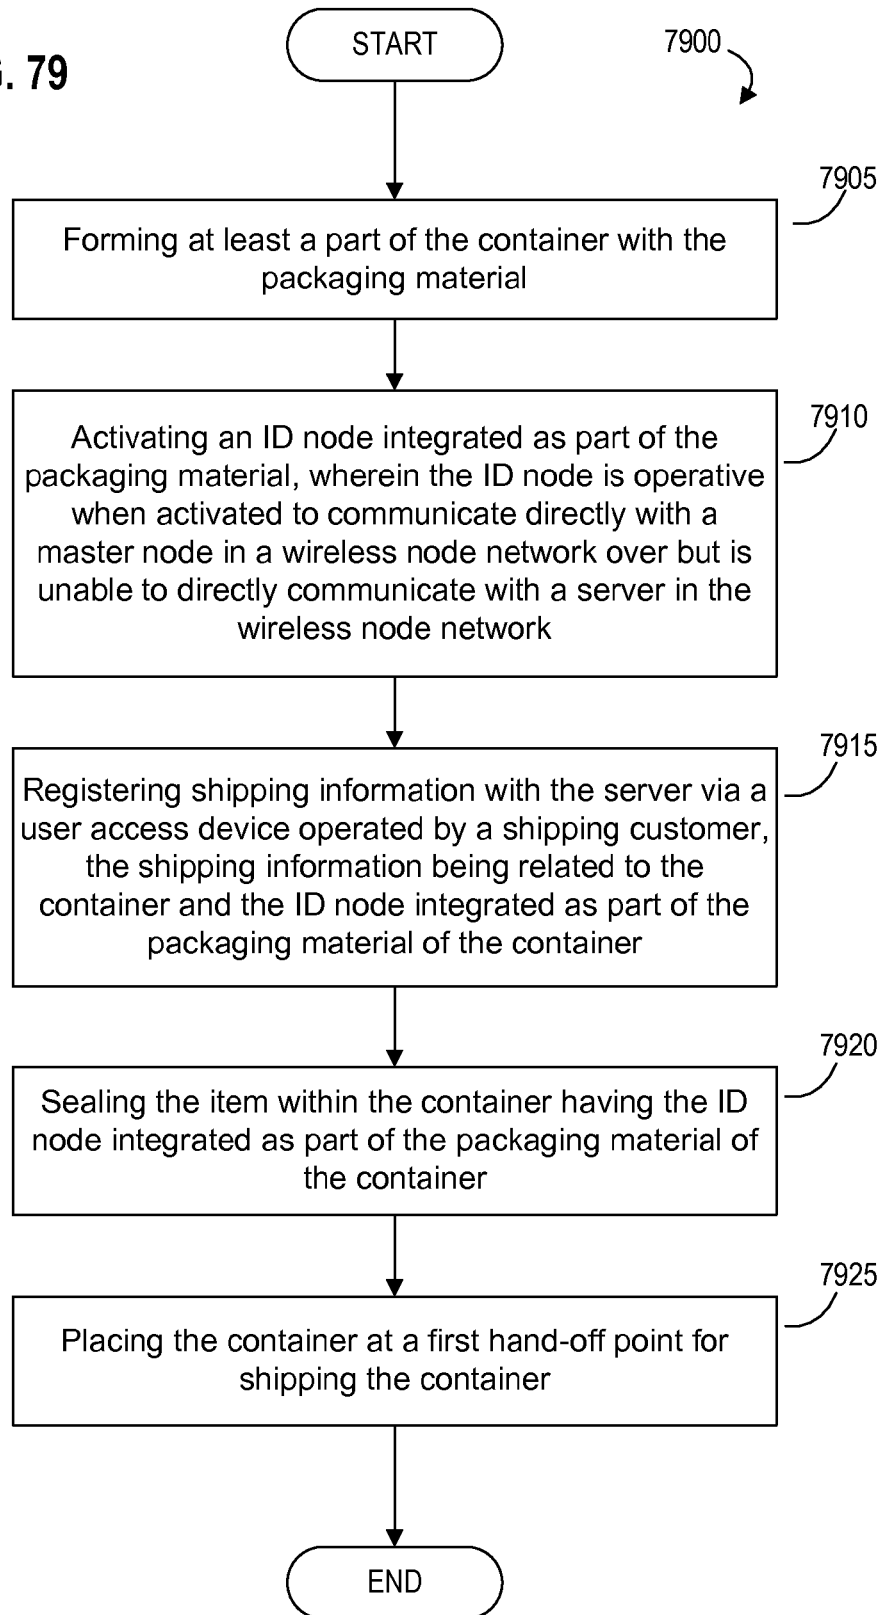 START
7900
. 79
7905
Forming at least a part of the container with the
packaging material
7910
Activating an ID node integrated as part of the
packaging material, wherein the ID node is operative
when activated to communicate directly with a
master node in a wireless node network over but is
unable to directly communicate with a server in the
wireless node network
7915
Registering shipping information with the server via a
user access device operated by a shipping customer,
the shipping information being related to the
container and the ID node integrated as part of the
packaging material of the container
7920
Sealing the item within the container having the ID
node integrated as part of the packaging material of
the container
7925
Placing the container at a first hand-off point for
shipping the container
END